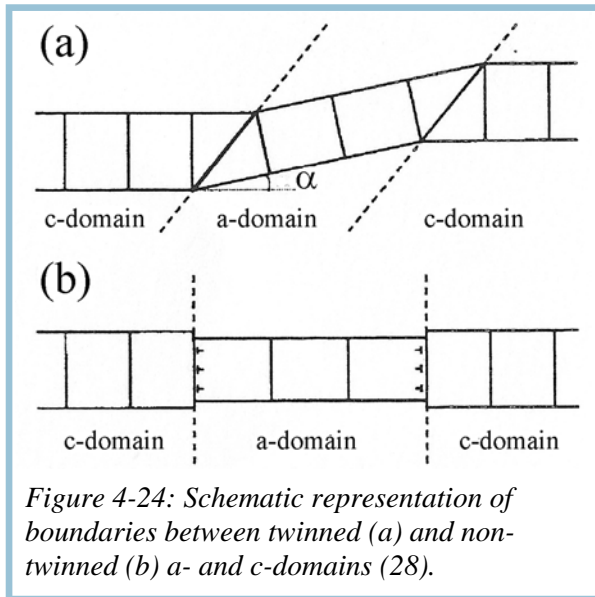 (a)
α
c-domain a-domain c-domain
(b)
c-domain a-domain c-domain
Figure 4-24: Schematic representation of
boundaries between twinned (a) and non-
twinned (b) a- and c-domains (28).